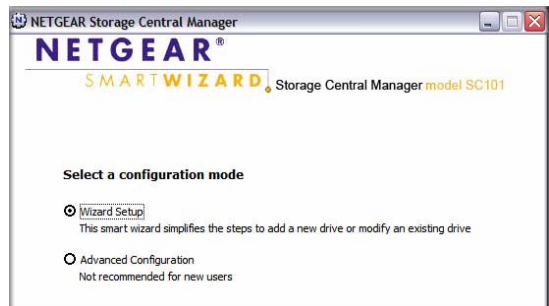 NETGEAR Storage Central Manager
NETGEAR®
SMARTWIZARD Storage Central Manager model SC101
Select a configuration mode
Wizard Setup
This smart wizard simplifies the steps to add a new drive or modify an existing drive
Advanced Configuration
Not recommended for new users